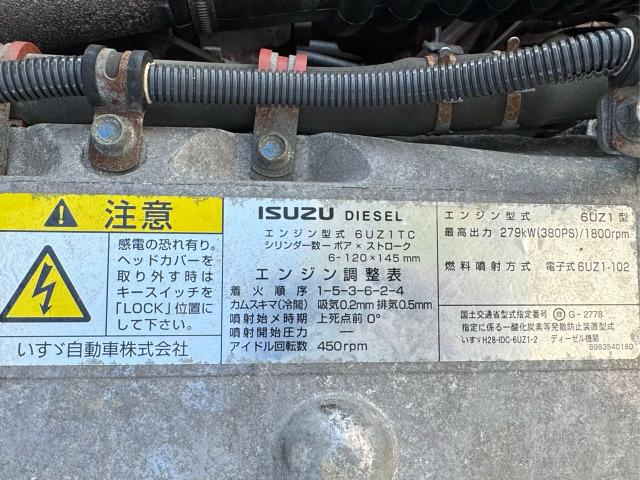 注意
感電の恐れ有り。
ヘッドカバーを
取り外す時は
キースイッチを
「LOCK」位置に
して下さい。
いすゞ自動車株式会社
ISUZU DIESEL
エンジン型式 6UZ1TC
シリンダー数－ボア×ストローク
6-120×145mm
エンジン調整表
着火順序 1-5-3-6-2-4
カムスキマ(冷間) 吸気0.2mm 排気0.5mm
噴射始メ時期 上死点前 0°
噴射開始圧力 —
アイドル回転数 450rpm
エンジン型式 6UZ1型
最高出力 279kW(380PS)/1800rpm
燃料噴射方式 電子式6UZ1-102
国土交通省型式指定番号 G-2778
指定に係る一酸化炭素等発散防止装置型式
いすゞH28-IDC-6UZ1-2 ディーゼル機関
8983540180